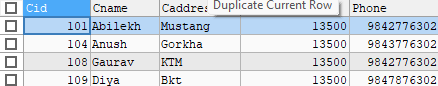 Cid Cname Caddres Duplicate Current Row Phone
101 Abilekh Mustang 13500 9842776302
104 Anush Gorkha 13500 9843776302
108 Gaurav KTM 13500 9842776302
109 Diya Bkt 13500 9847876302